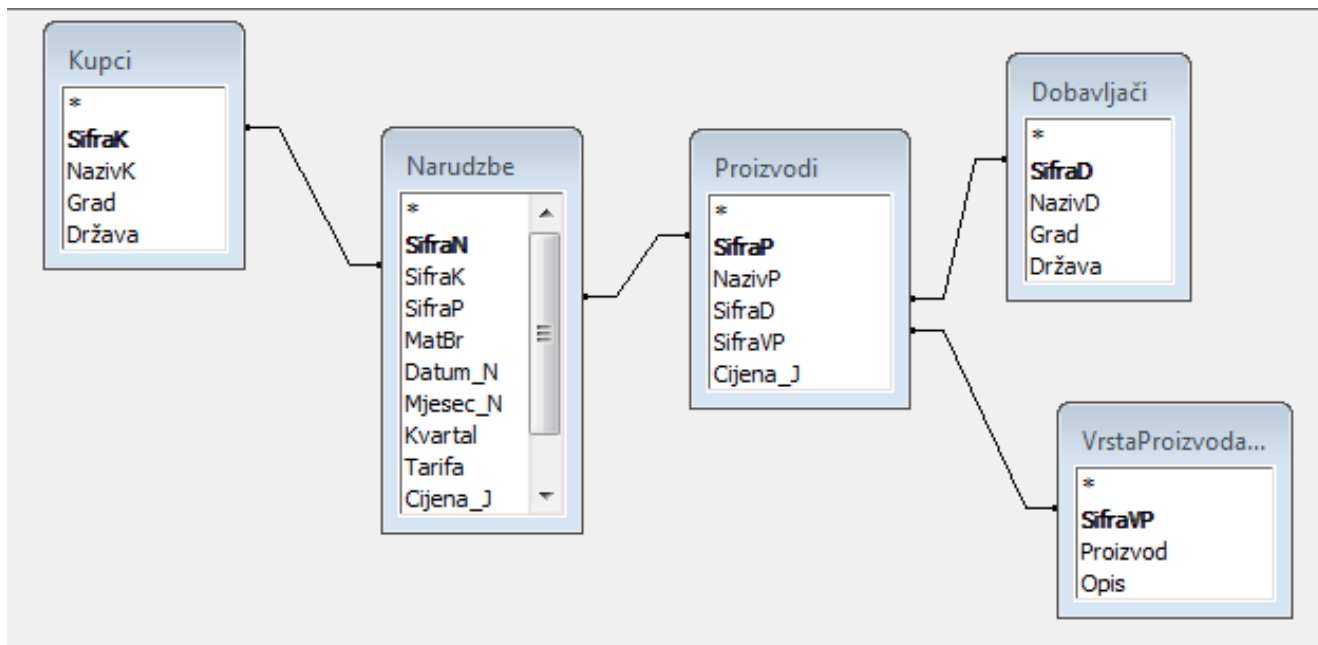 Kupci
*
SifraK
NazivK
Grad
Država
Narudzbe
*
SifraN
SifraK
SifraP
MatBr
Datum_N
Mjesec_N
Kvartal
Tarifa
Cijena_J
Proizvodi
*
SifraP
NazivP
SifraD
SifraVP
Cijena_J
Dobavljači
*
SifraD
NazivD
Grad
Država
VrstaProizvoda...
*
SifraVP
Proizvod
Opis